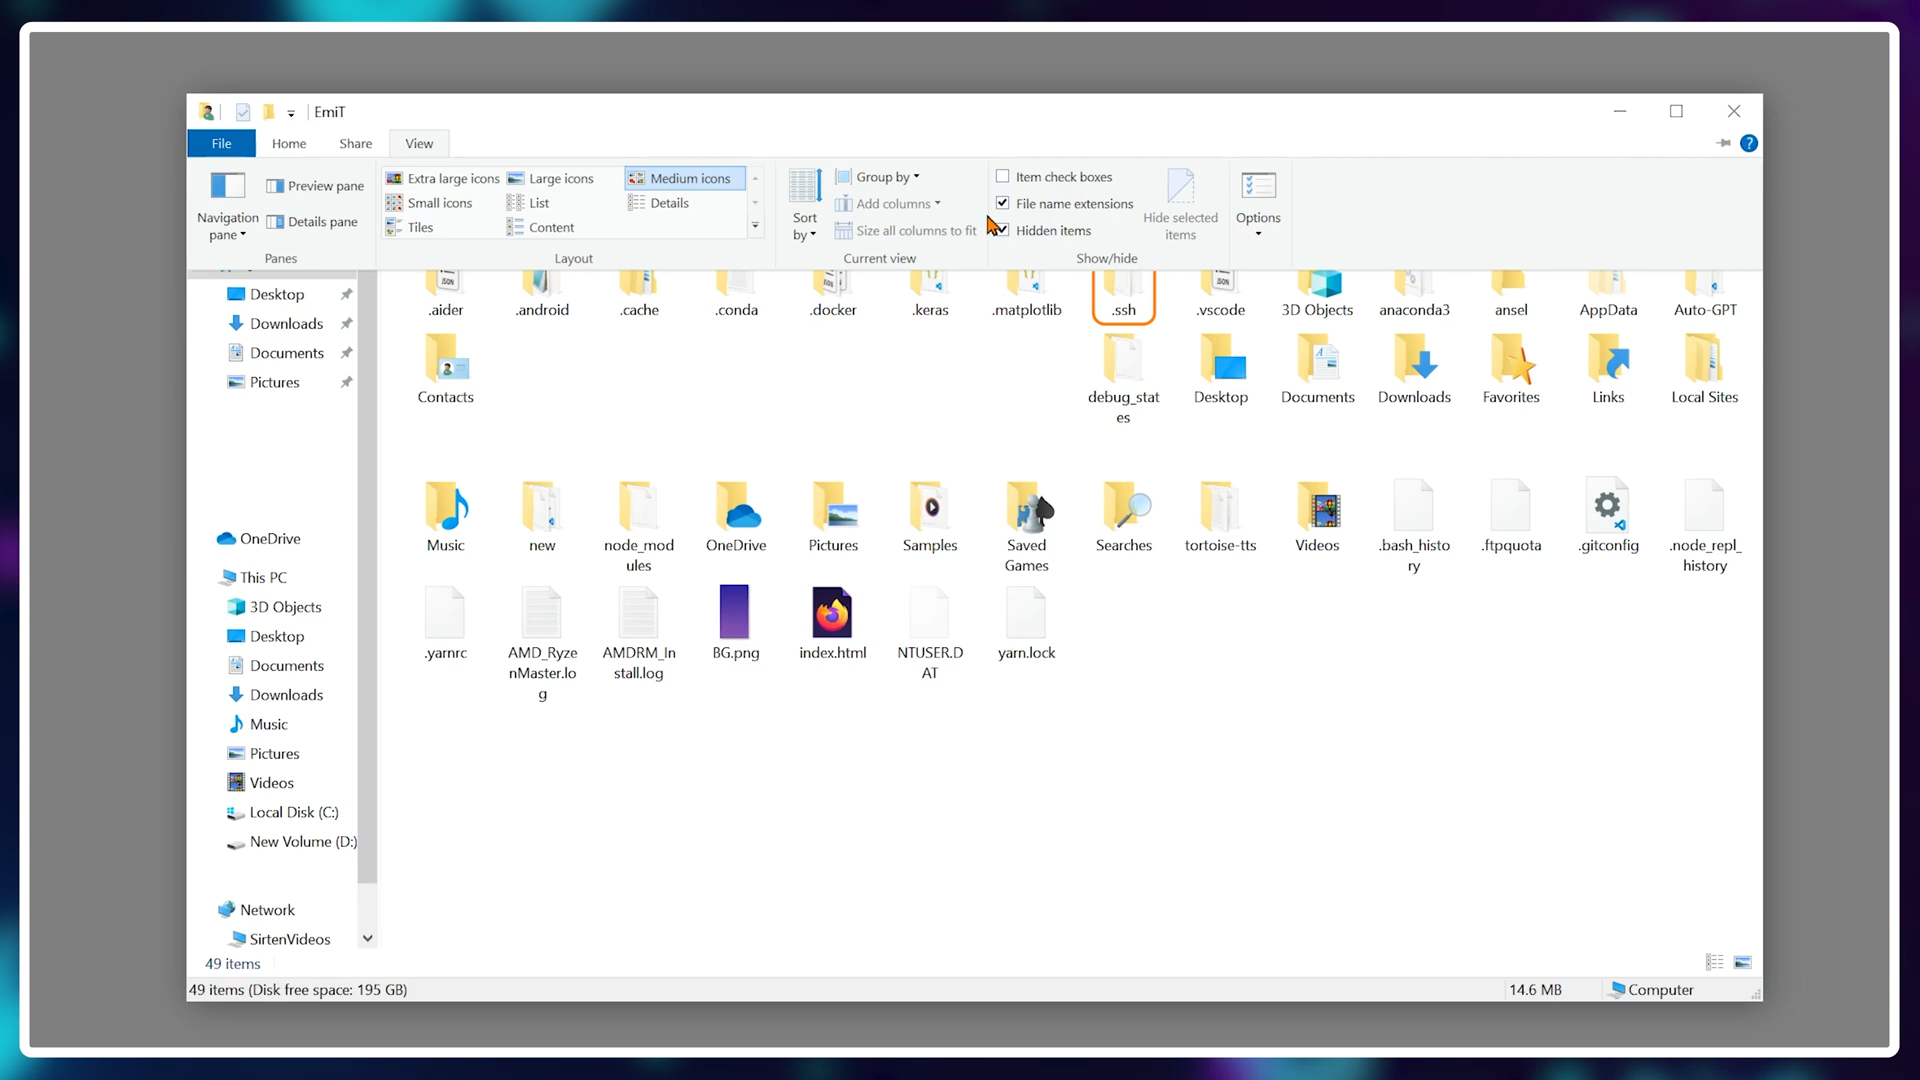 EmiT
File
Home
Share
View
Navigation pane
Preview pane
Details pane
Panes
Extra large icons
Large icons
Medium icons
Small icons
List
Details
Tiles
Content
Layout
Sort by
Group by
Add columns
Size all columns to fit
Current view
Item check boxes
File name extensions
Hidden items
Hide selected items
Show/hide
Options
Desktop
Downloads
Documents
Pictures
OneDrive
This PC
3D Objects
Desktop
Documents
Downloads
Music
Pictures
Videos
Local Disk (C:)
New Volume (D:)
Network
SirtenVideos
.aider
.android
.cache
.conda
.docker
.keras
.matplotlib
.ssh
.vscode
3D Objects
anaconda3
ansel
AppData
Auto-GPT
Contacts
debug_stat
es
Desktop
Documents
Downloads
Favorites
Links
Local Sites
Music
new
node_mod
ules
OneDrive
Pictures
Samples
Saved
Games
Searches
tortoise-tts
Videos
.bash_histo
ry
.ftpquota
.gitconfig
.node_repl_
history
.yarnrc
AMD_Ryze
nMaster.lo
g
AMDRM_In
stall.log
BG.png
index.html
NTUSER.D
AT
yarn.lock
49 items
49 items (Disk free space: 195 GB)
14.6 MB
Computer